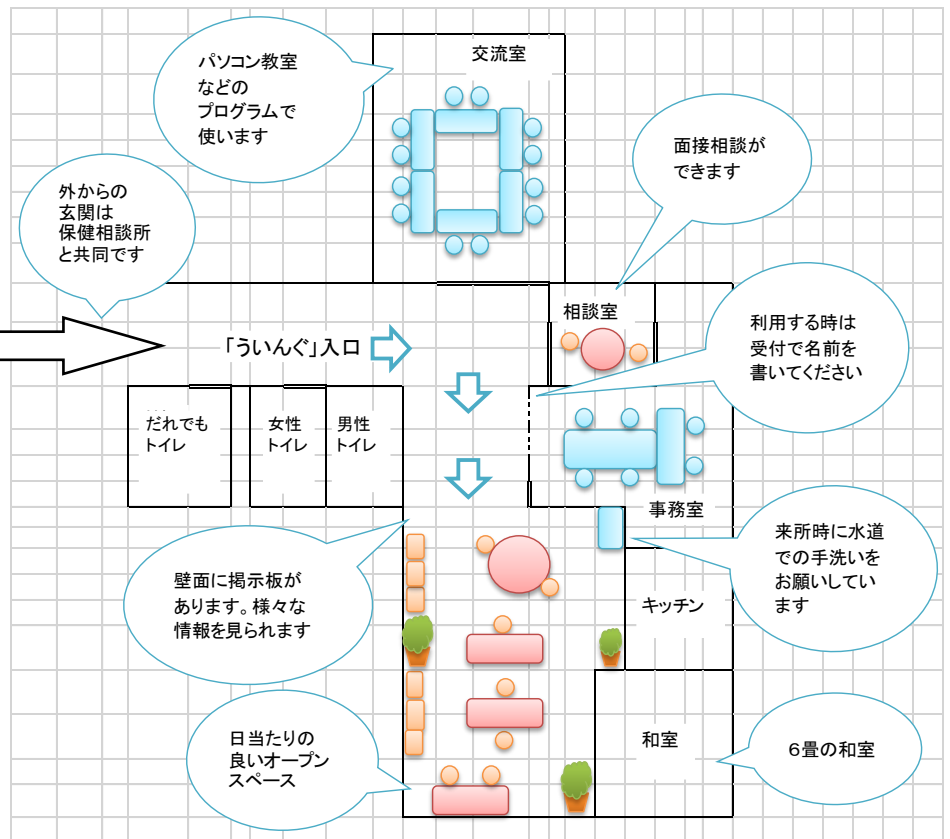 交流室
パソコン教室
などの
プログラムで
使います
面接相談が
できます
外からの
玄関は
保健相談所
と共同です
相談室
利用する時は
受付で名前を
書いてください
「ういんぐ」入口
だれでも
トイレ
女性
トイレ
男性
トイレ
事務室
来所時に水道
での手洗いを
お願いしてい
ます
壁面に掲示板が
あります。様々な
情報を見られます
キッチン
日当たりの
良いオープン
スペース
和室
６畳の和室